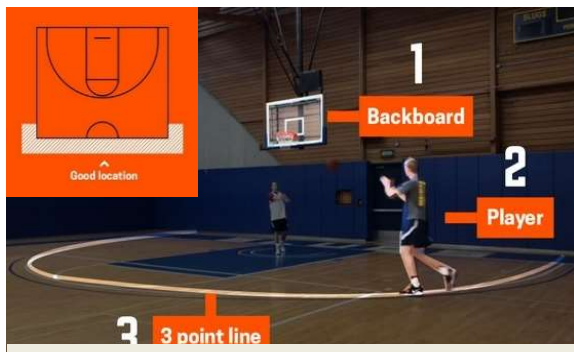 Good location
1
Backboard
2
Player
3
3 point line